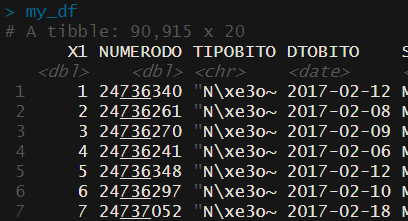 > my_df
# A tibble: 90,915 x 20
X1 NUMERODO TIPOBITO DTOBITO S
<dbl> <dbl> <chr> <date> <
1 1 24736340 "N\xe3o~ 2017-02-12 M
2 2 24736261 "N\xe3o~ 2017-02-08 M
3 3 24736270 "N\xe3o~ 2017-02-09 M
4 4 24736241 "N\xe3o~ 2017-02-06 M
5 5 24736348 "N\xe3o~ 2017-02-12 M
6 6 24736297 "N\xe3o~ 2017-02-10 M
7 7 24737052 "N\xe3o~ 2017-02-18 M